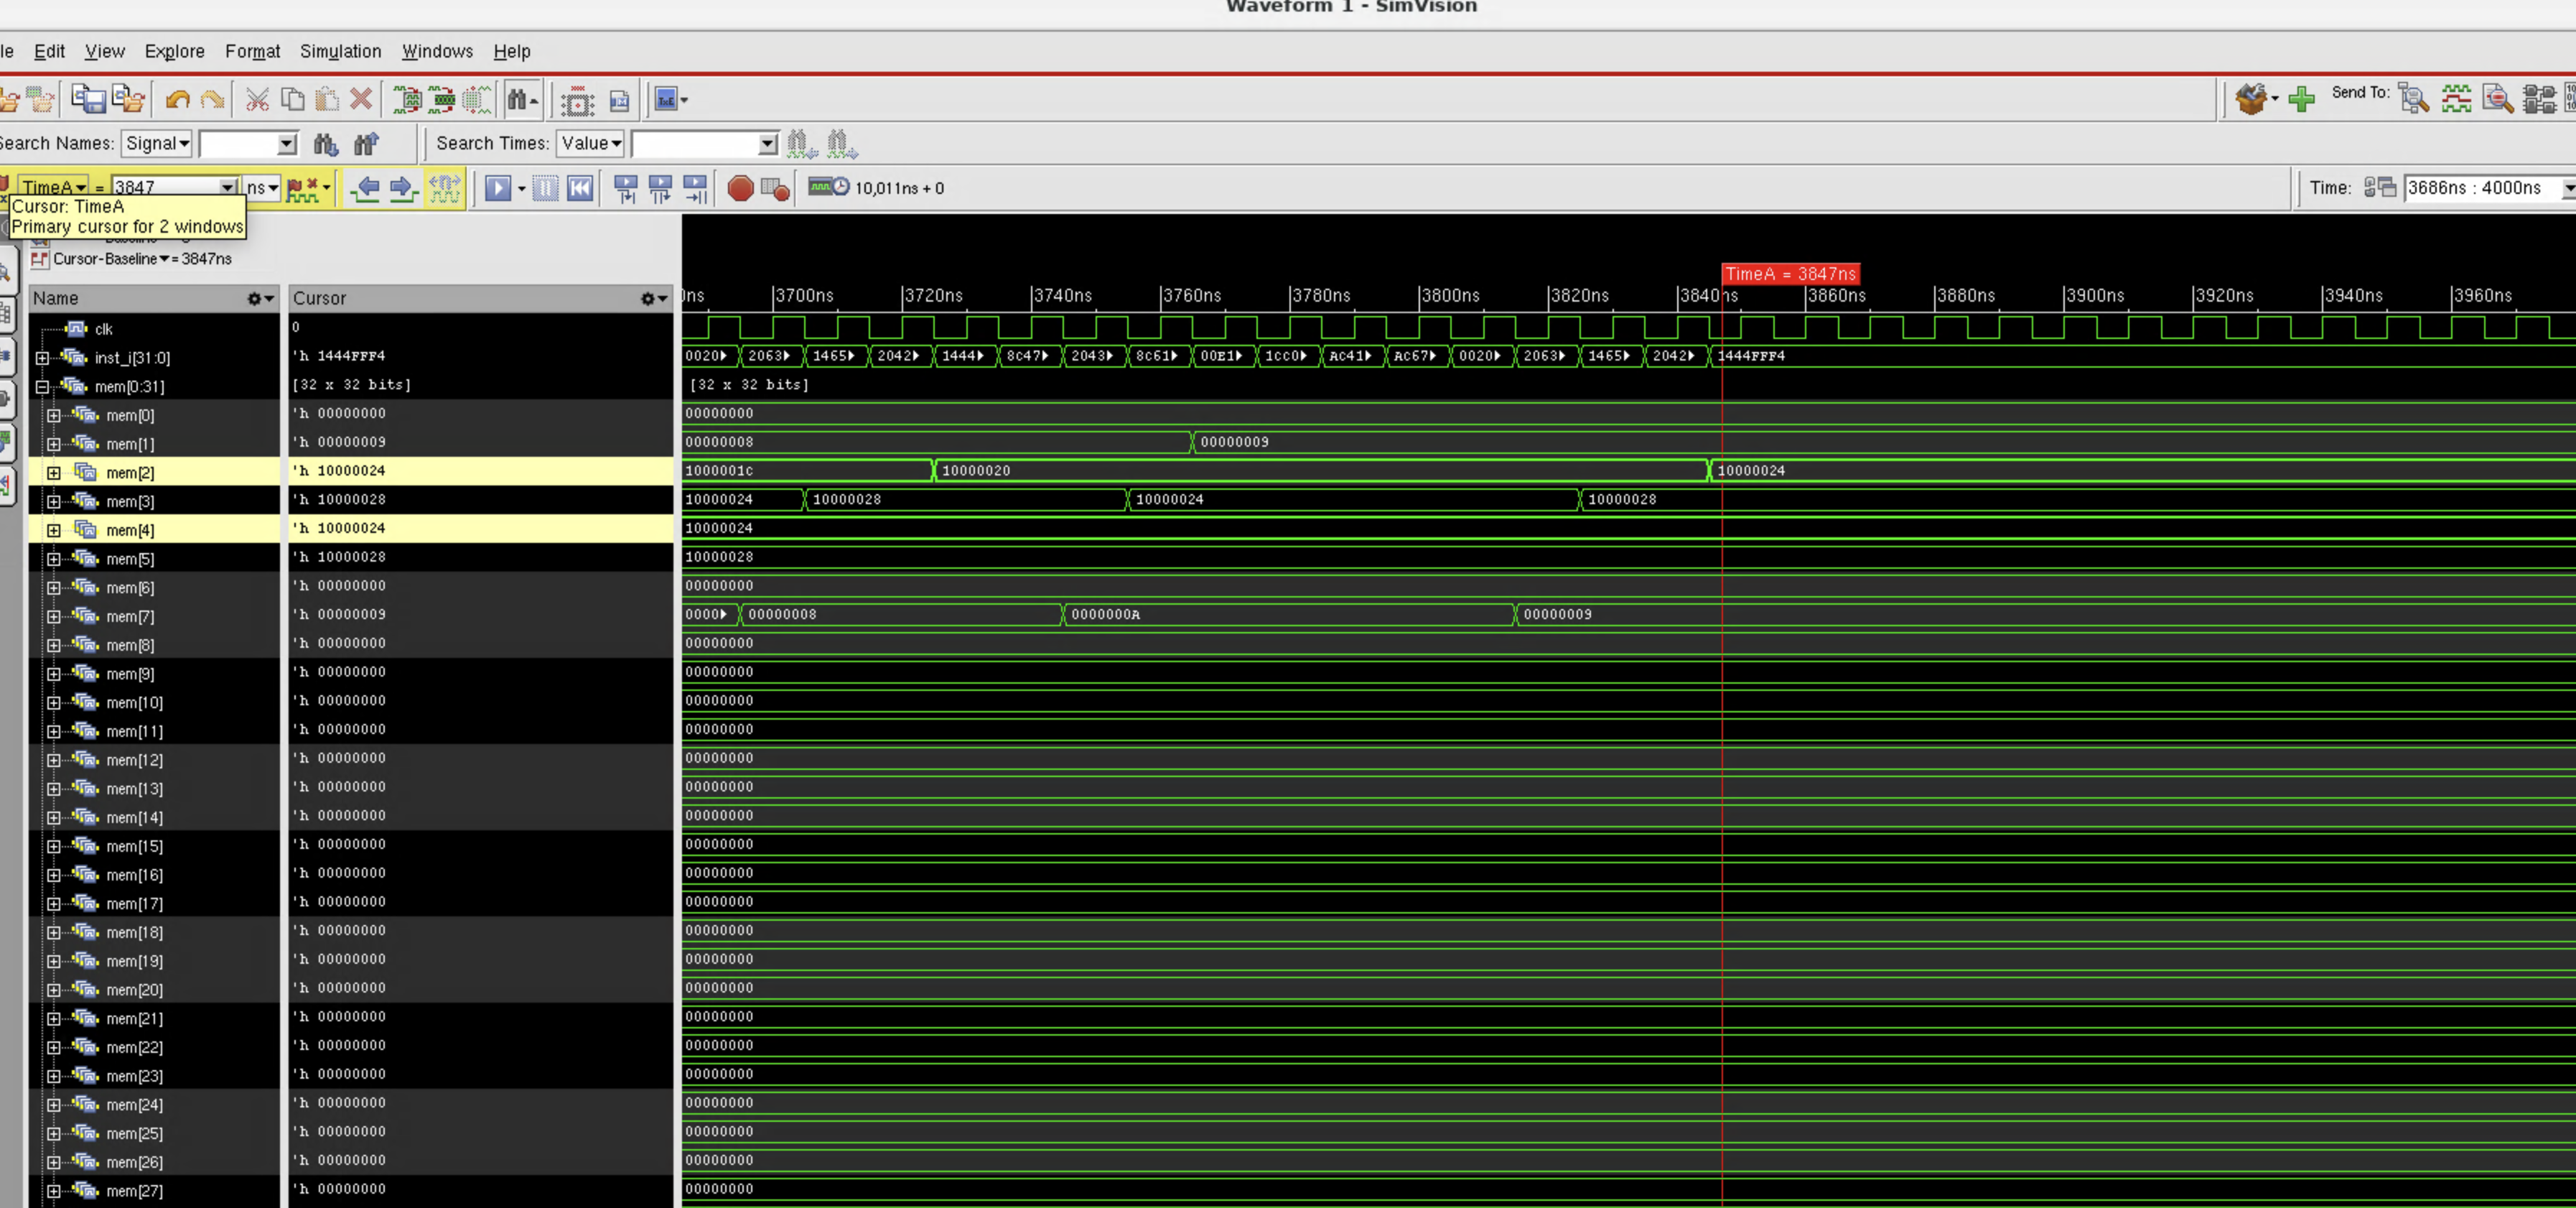 Waveform 1 - SimVision
le Edit View Explore Format Simulation Windows Help
Send To:
Search Names: Signal Search Times: Value
TimeA = 3847 ns 10,011ns + 0 Time: 3686ns : 4000ns
Cursor: TimeA
Primary cursor for 2 windows
Cursor-Baseline = 3847ns
TimeA = 3847ns
Name Cursor 0ns 3700ns 3720ns 3740ns 3760ns 3780ns 3800ns 3820ns 3840ns 3860ns 3880ns 3900ns 3920ns 3940ns 3960ns
clk 0
inst_i[31:0] 'h 1444FFF4 0020 2063 1465 2042 1444 8C47 2043 8C61 00E1 1CC0 AC41 AC67 0020 2063 1465 2042 1444FFF4
mem[0:31] [32 x 32 bits] [32 x 32 bits]
mem[0] 'h 00000000 00000000
mem[1] 'h 00000009 00000008 00000009
mem[2] 'h 10000024 1000001C 10000020 10000024
mem[3] 'h 10000028 10000024 10000028 10000024 10000028
mem[4] 'h 10000024 10000024
mem[5] 'h 10000028 10000028
mem[6] 'h 00000000 00000000
mem[7] 'h 00000009 0000 00000008 0000000A 00000009
mem[8] 'h 00000000 00000000
mem[9] 'h 00000000 00000000
mem[10] 'h 00000000 00000000
mem[11] 'h 00000000 00000000
mem[12] 'h 00000000 00000000
mem[13] 'h 00000000 00000000
mem[14] 'h 00000000 00000000
mem[15] 'h 00000000 00000000
mem[16] 'h 00000000 00000000
mem[17] 'h 00000000 00000000
mem[18] 'h 00000000 00000000
mem[19] 'h 00000000 00000000
mem[20] 'h 00000000 00000000
mem[21] 'h 00000000 00000000
mem[22] 'h 00000000 00000000
mem[23] 'h 00000000 00000000
mem[24] 'h 00000000 00000000
mem[25] 'h 00000000 00000000
mem[26] 'h 00000000 00000000
mem[27] 'h 00000000 00000000